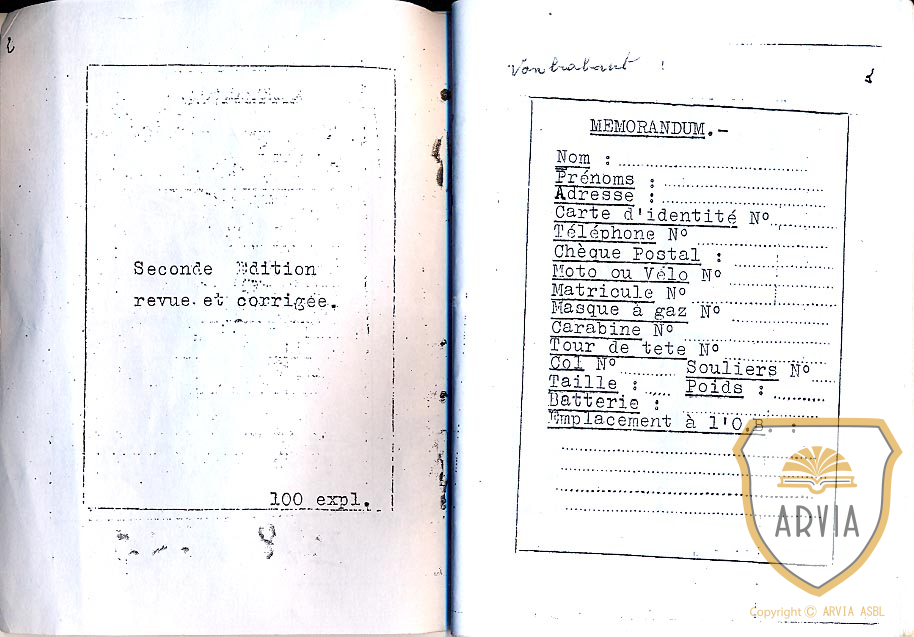 Seconde Edition
revue et corrigée.
100 expl.
Vanbrabant
MEMORANDUM.-
Nom :
Prénoms :
Adresse :
Carte d'identité N°
Téléphone N°
Chèque Postal :
Moto ou Vélo N°
Matricule N°
Masque à gaz N°
Carabine N°
Tour de tete N°
Col N° Souliers N°
Taille : Poids :
Batterie :
Emplacement à l'O.B. :
ARVIA
Copyright © ARVIA ASBL